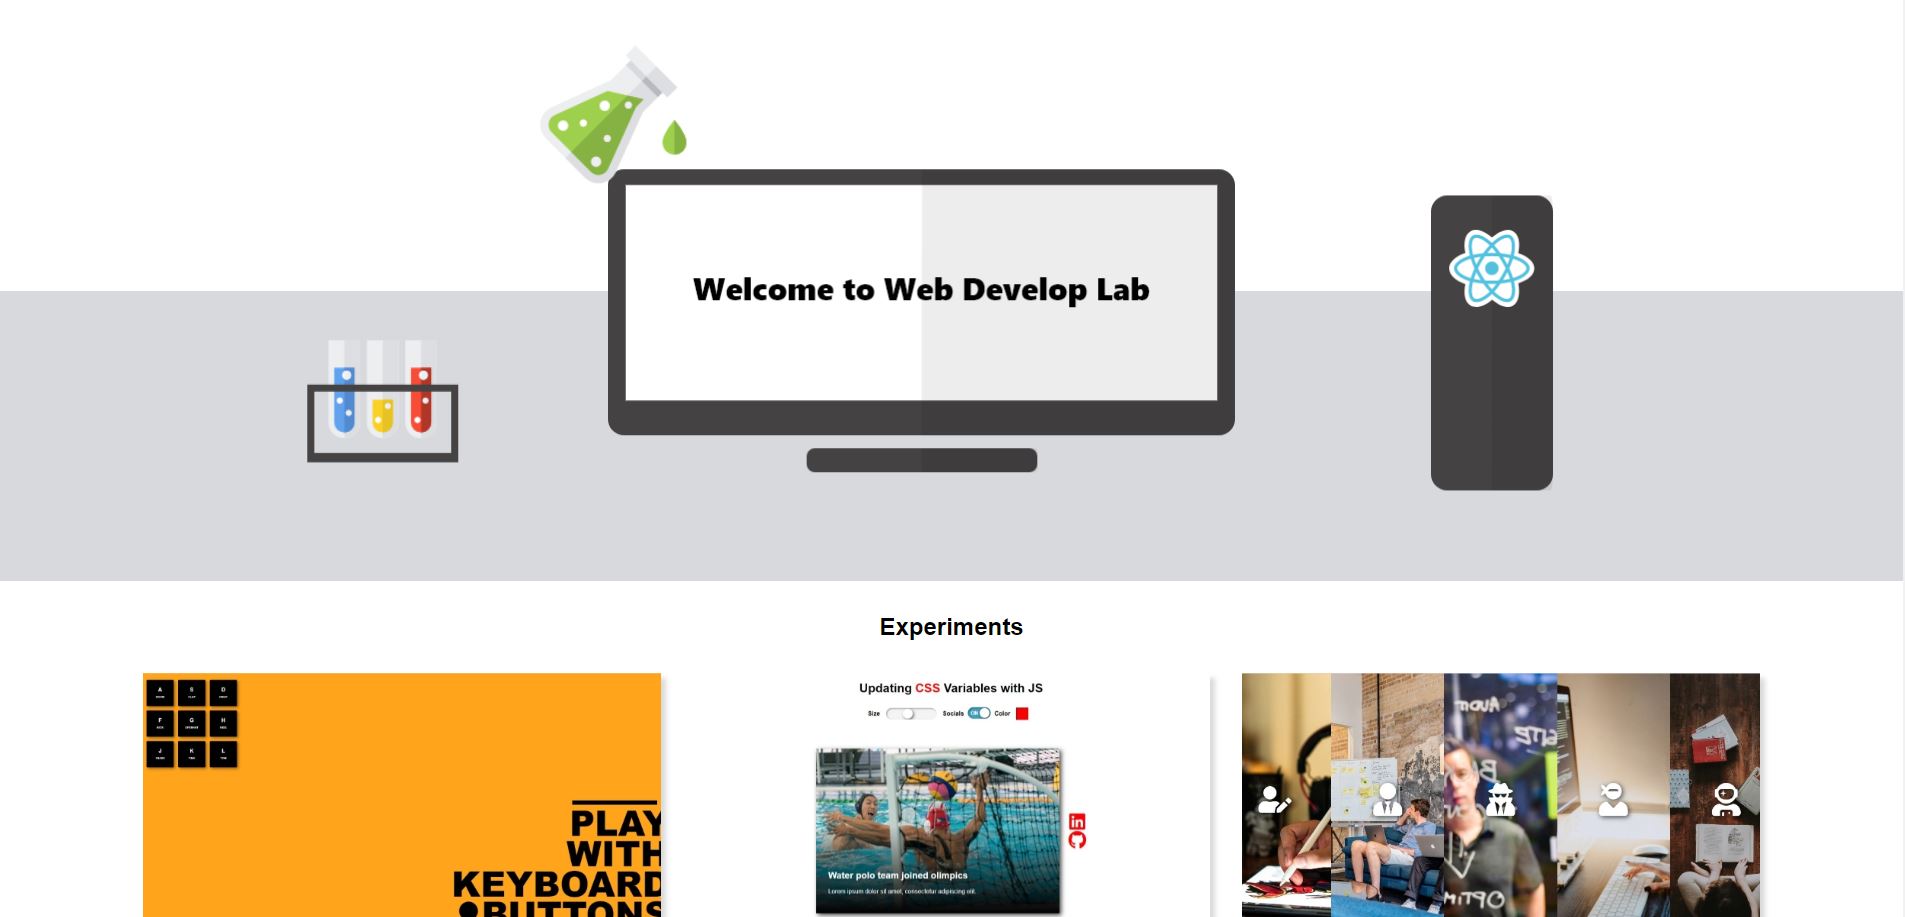 Welcome to Web Develop Lab
Experiments
A
S
D
F
G
H
J
K
L
PLAY
WITH
KEYBOARD
BUTTONS
Updating CSS Variables with JS
Size
Socials
ON
Color
Water polo team joined olimpics
Lorem ipsum dolor sit amet, consectetur adipiscing elit.
in